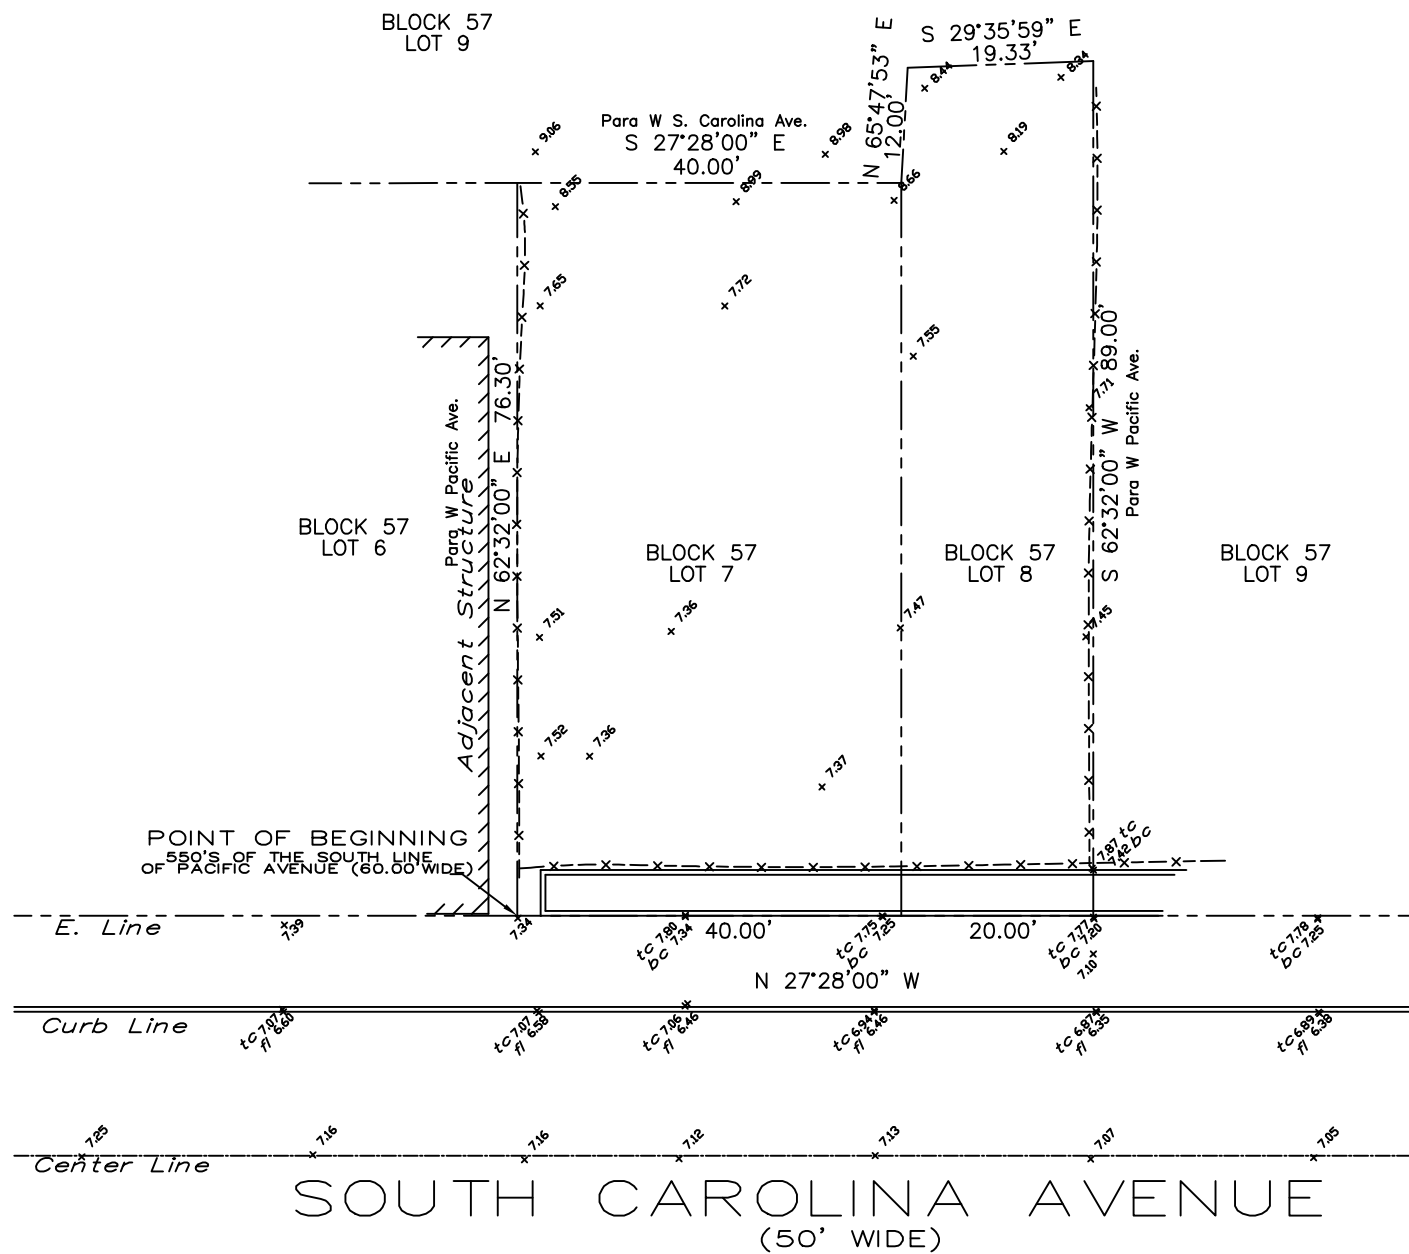 BLOCK 57
LOT 9
S 29°35'59" E
19.33'
N 65°47'53" E
12.00'
8.44
8.34
9.06
Para W S. Carolina Ave.
S 27°28'00" E
40.00'
8.98
8.19
8.55
8.66
7.65
7.72
7.55
N 62°32'00" E 76.30'
Para W Pacific Ave.
Adjacent Structure
S 62°32'00" W 89.00'
Para W Pacific Ave.
7.71
BLOCK 57
LOT 6
BLOCK 57
LOT 7
BLOCK 57
LOT 8
BLOCK 57
LOT 9
7.51
7.36
7.47
7.45
7.52
7.36
7.37
POINT OF BEGINNING
550'S OF THE SOUTH LINE
OF PACIFIC AVENUE (60.00'WIDE)
7.87 tc
7.42 bc
E. Line
7.39
7.34
tc 7.80
bc 7.34
40.00'
tc 7.75
bc 7.25
20.00'
tc 7.77
bc 7.20
7.10
tc 7.78
bc 7.25
N 27°28'00" W
Curb Line
tc 7.07
fl 6.60
tc 7.07
fl 6.58
tc 7.06
fl 6.46
tc 6.94
fl 6.46
tc 6.87
fl 6.35
tc 6.89
fl 6.38
7.25
7.16
7.16
7.12
7.13
7.07
7.05
Center Line
SOUTH CAROLINA AVENUE
(50' WIDE)